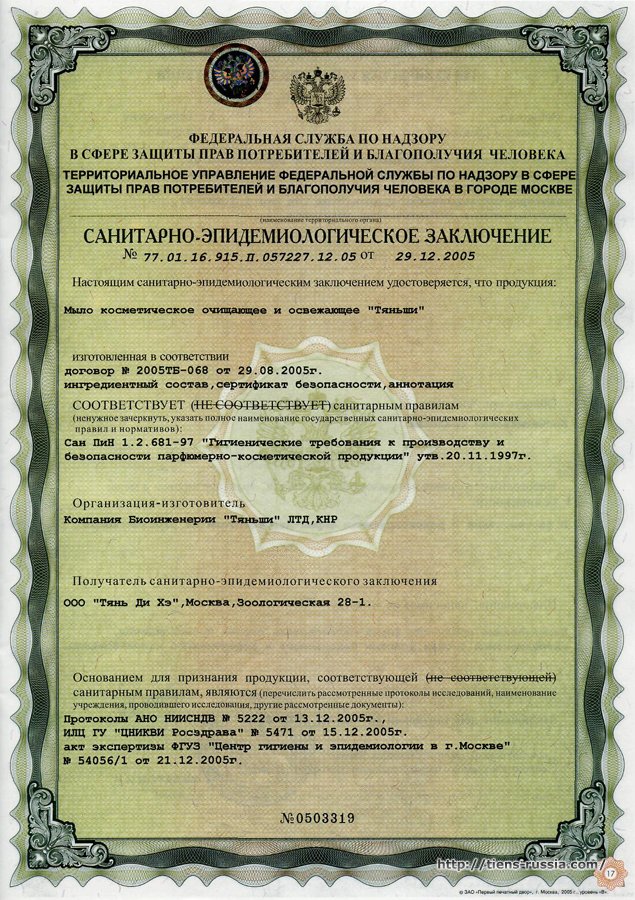 ФЕДЕРАЛЬНАЯ СЛУЖБА ПО НАДЗОРУ
В СФЕРЕ ЗАЩИТЫ ПРАВ ПОТРЕБИТЕЛЕЙ И БЛАГОПОЛУЧИЯ ЧЕЛОВЕКА
ТЕРРИТОРИАЛЬНОЕ УПРАВЛЕНИЕ ФЕДЕРАЛЬНОЙ СЛУЖБЫ ПО НАДЗОРУ В СФЕРЕ
ЗАЩИТЫ ПРАВ ПОТРЕБИТЕЛЕЙ И БЛАГОПОЛУЧИЯ ЧЕЛОВЕКА В ГОРОДЕ МОСКВЕ
(наименование территориального органа)
САНИТАРНО-ЭПИДЕМИОЛОГИЧЕСКОЕ ЗАКЛЮЧЕНИЕ
№ 77.01.16.915.П.057227.12.05 от 29.12.2005
Настоящим санитарно-эпидемиологическим заключением удостоверяется, что продукция:
Мыло косметическое очищающее и освежающее "Тяньши"
изготовленная в соответствии
договор № 2005ТБ-068 от 29.08.2005г.
ингредиентный состав,сертификат безопасности,аннотация
СООТВЕТСТВУЕТ (НЕ СООТВЕТСТВУЕТ) санитарным правилам
(ненужное зачеркнуть, указать полное наименование государственных санитарно-эпидемиологических
правил и нормативов):
Сан ПиН 1.2.681-97 "Гигиенические требования к производству и
безопасности парфюмерно-косметической продукции" утв.20.11.1997г.
Организация-изготовитель
Компания Биоинженерии "Тяньши" ЛТД,КНР
Получатель санитарно-эпидемиологического заключения
ООО "Тянь Ди Хэ",Москва,Зоологическая 28-1.
Основанием для признания продукции, соответствующей (не соответствующей)
санитарным правилам, являются (перечислить рассмотренные протоколы исследований, наименование
учреждения, проводившего исследования, другие рассмотренные документы):
Протоколы АНО НИИСНДВ № 5222 от 13.12.2005г.,
ИЛЦ ГУ "ЦНИКВИ Росздрава" № 5471 от 15.12.2005г.
акт экспертизы ФГУЗ "Центр гигиены и эпидемиологии в г.Москве"
№ 54056/1 от 21.12.2005г.
№0503319
http://tiens-russia.com/
17
© ЗАО «Первый печатный двор», г. Москва, 2005 г., уровень «В».